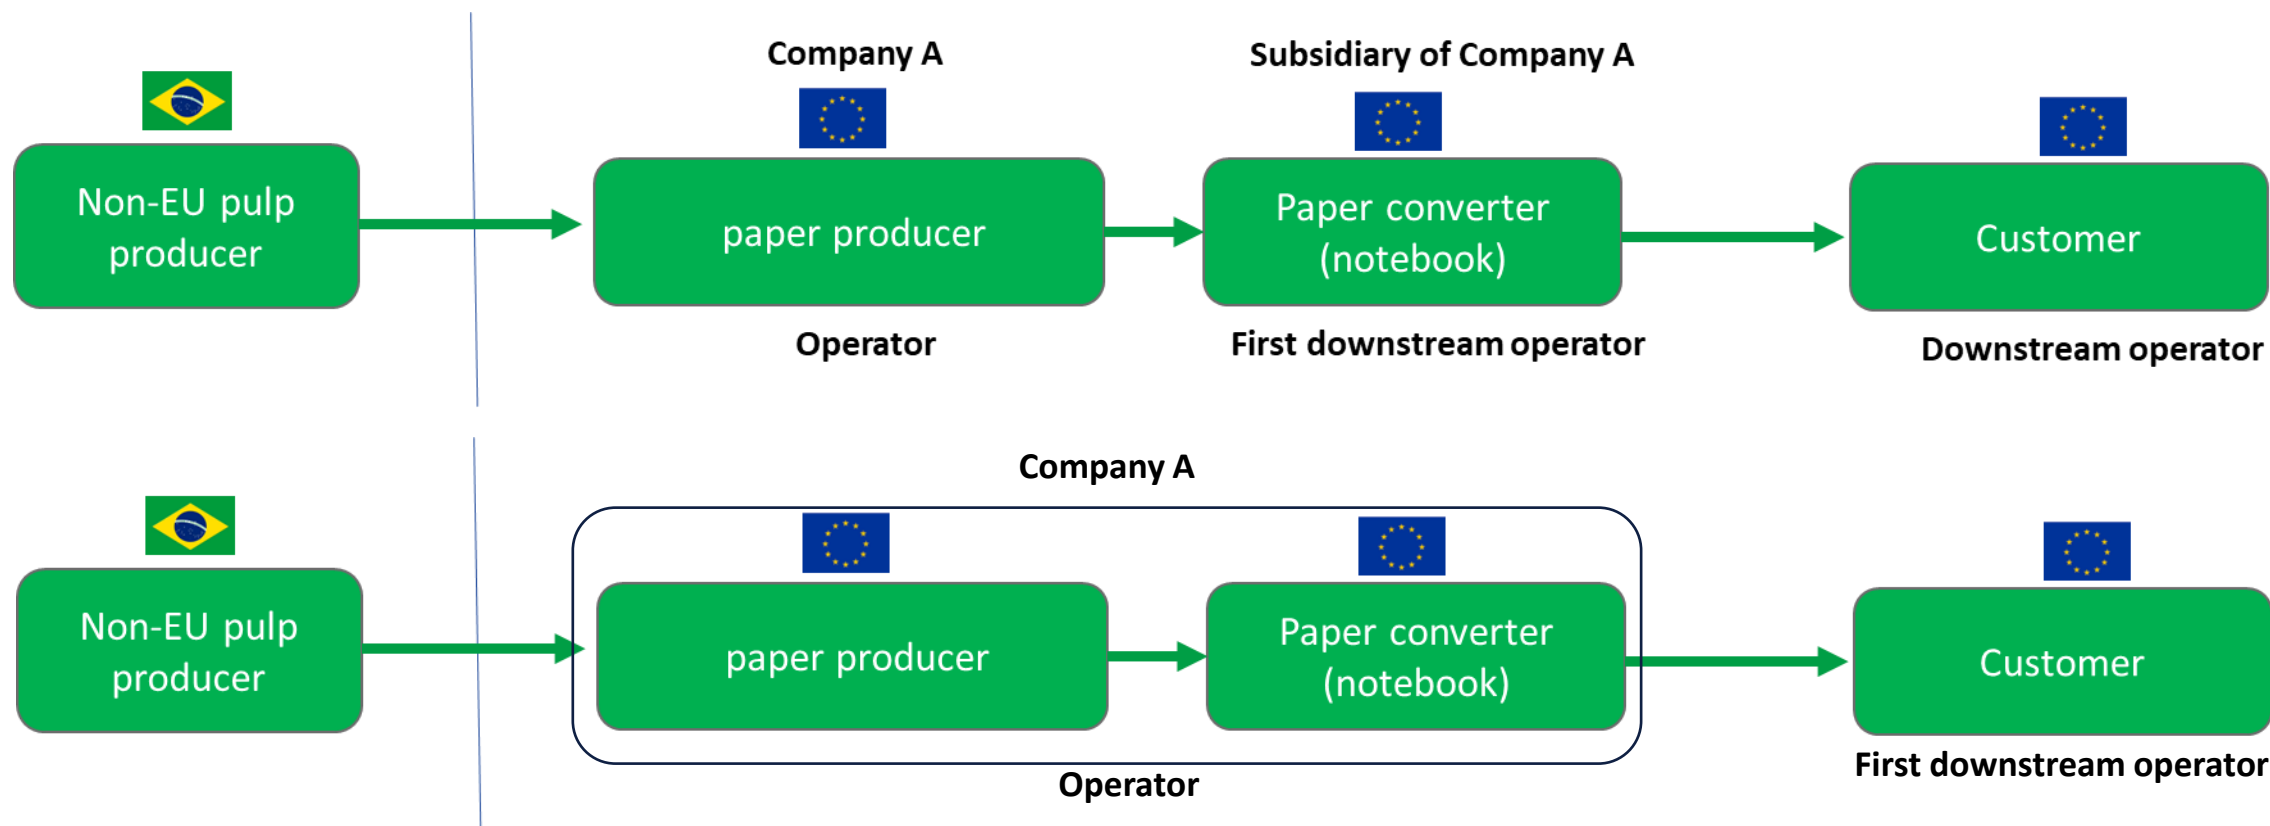 Company A
Subsidiary of Company A
Non-EU pulp
producer
paper producer
Paper converter
(notebook)
Customer
Operator
First downstream operator
Downstream operator
Company A
Non-EU pulp
producer
paper producer
Paper converter
(notebook)
Customer
Operator
First downstream operator